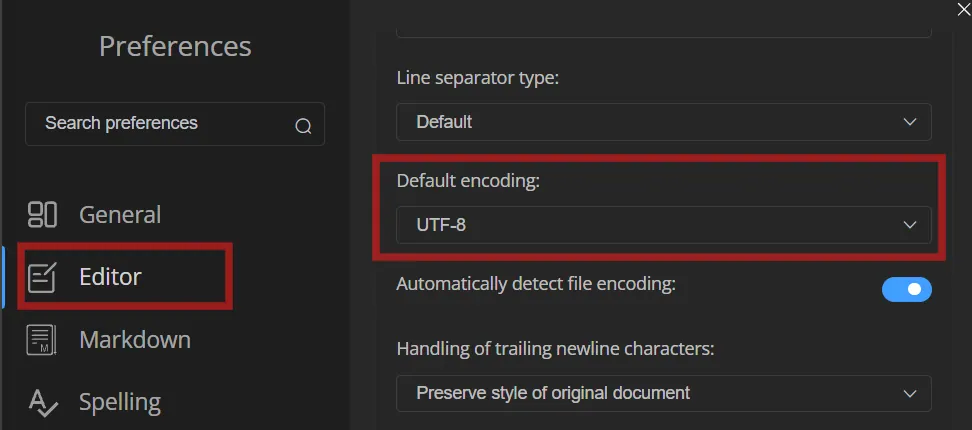 Preferences
Search preferences
General
Editor
Markdown
Spelling
Line separator type:
Default
Default encoding:
UTF-8
Automatically detect file encoding:
Handling of trailing newline characters:
Preserve style of original document